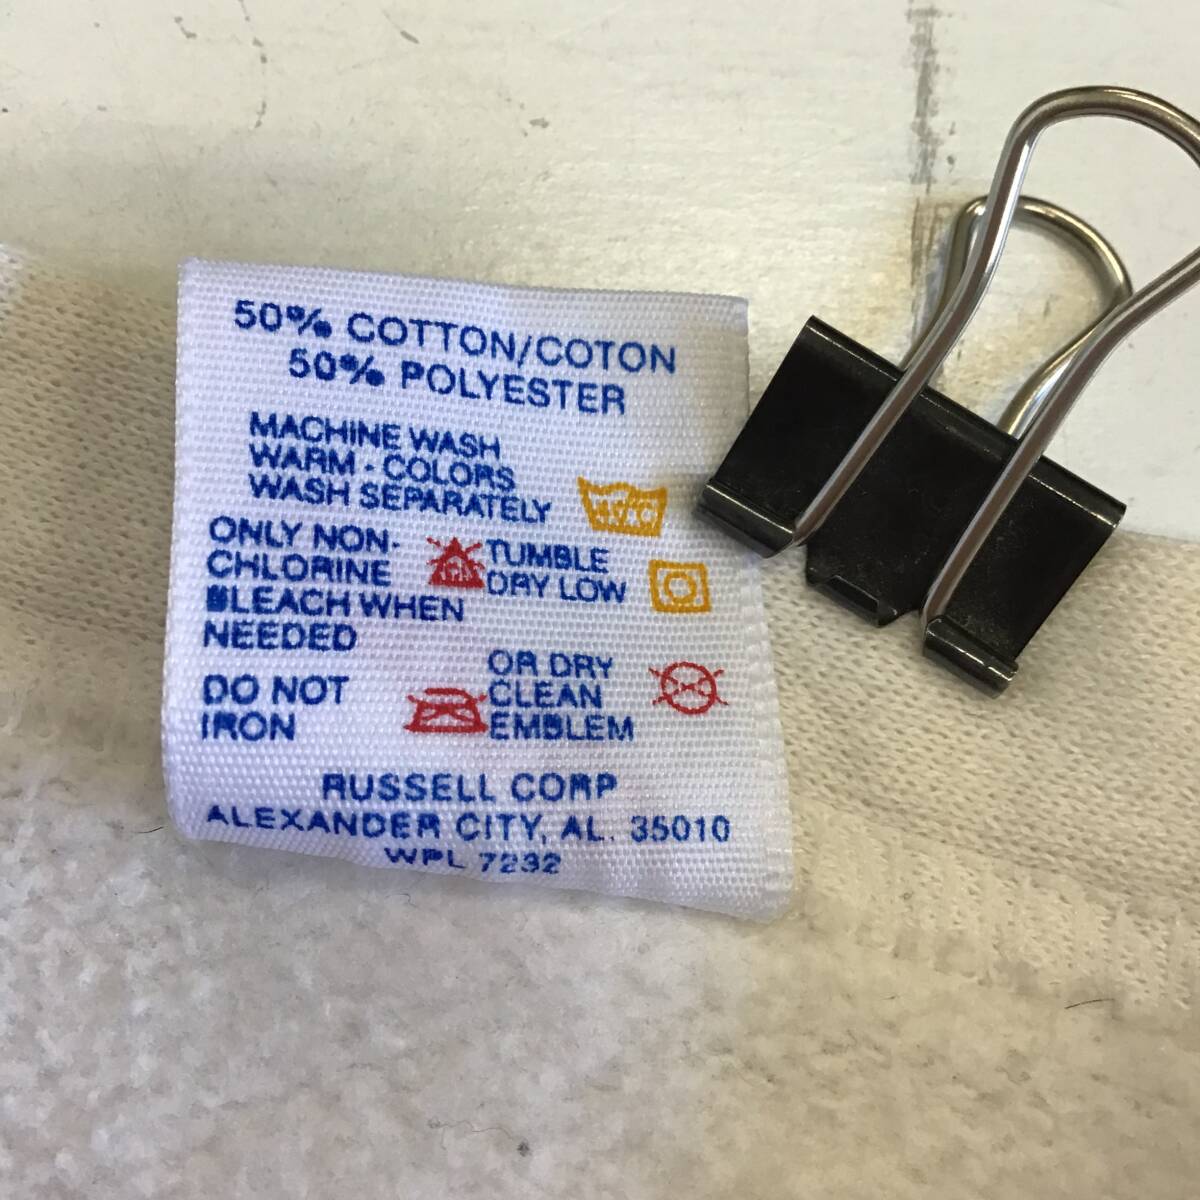 50% COTTON/COTON
50% POLYESTER
MACHINE WASH
WARM - COLORS
WASH SEPARATELY
ONLY NON-
CHLORINE
BLEACH WHEN
NEEDED
TUMBLE
DRY LOW
DO NOT
IRON
OR DRY
CLEAN
EMBLEM
RUSSELL CORP
ALEXANDER CITY, AL. 35010
WPL 7232